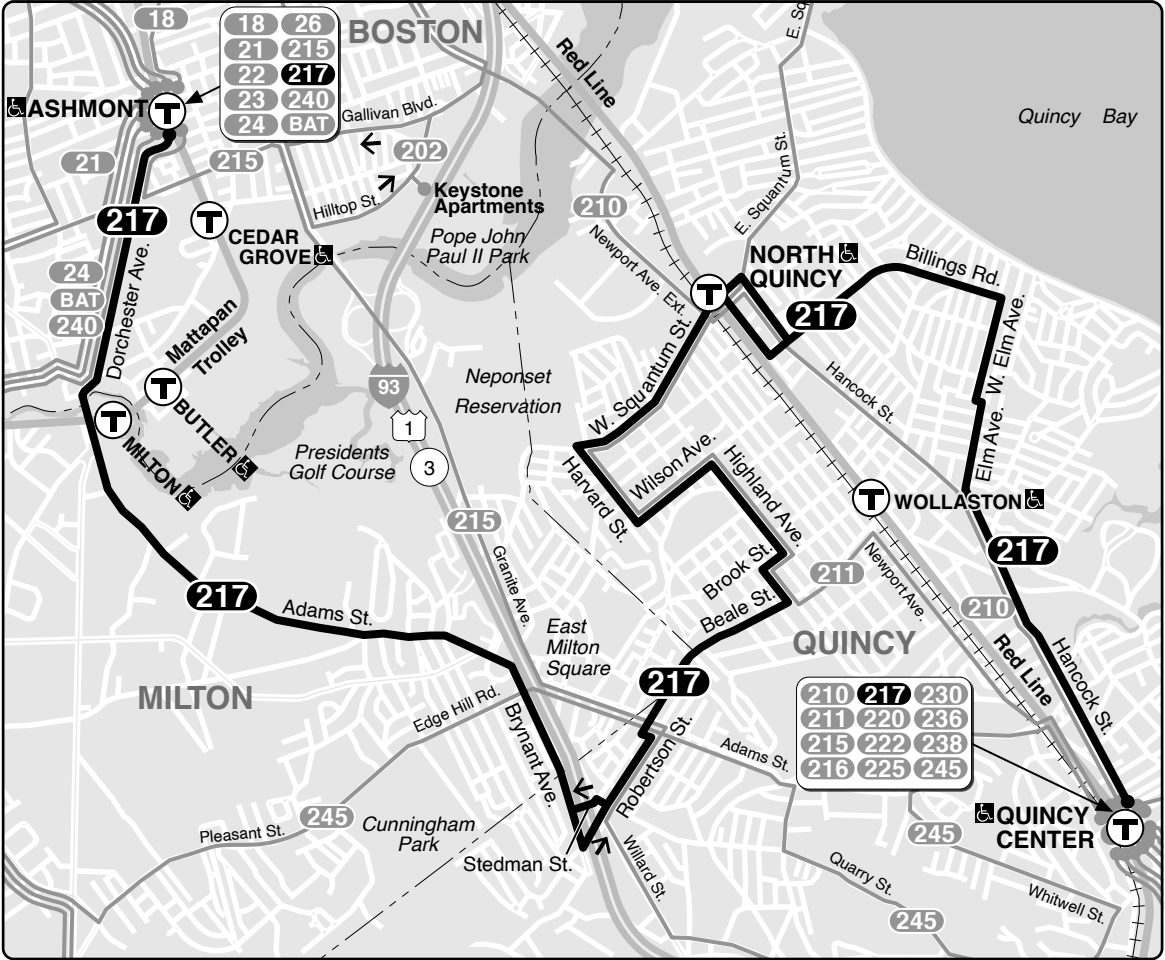 18
18 26
21 215
22 217
23 240
24 BAT
BOSTON
Red Line
E. Sq
Quincy Bay
ASHMONT
T
Gallivan Blvd.
202
21
215
Hilltop St.
Keystone
Apartments
210
E. Squantum St.
217
T
CEDAR
GROVE
Pope John
Paul II Park
Newport Ave. Ext.
NORTH
QUINCY
T
Billings Rd.
24
BAT
240
Dorchester Ave.
Mattapan
Trolley
217
W. Elm Ave.
T
BUTLER
T
MILTON
93
1
3
Neponset
Reservation
Presidents
Golf Course
W. Squantum St.
Hancock St.
Elm Ave.
Harvard St.
Wilson Ave.
Highland Ave.
T
WOLLASTON
215
Granite Ave.
217
Brook St.
211
Newport Ave.
217
Adams St.
Beale St.
210
East
Milton
Square
QUINCY
Red Line
Hancock St.
MILTON
217
Edge Hill Rd.
Brynant Ave.
Robertson St.
Adams St.
210 217 230
211 220 236
215 222 238
216 225 245
245
Pleasant St.
Cunningham
Park
Stedman St.
Willard St.
QUINCY
CENTER
T
245
Quarry St.
Whitwell St.
245